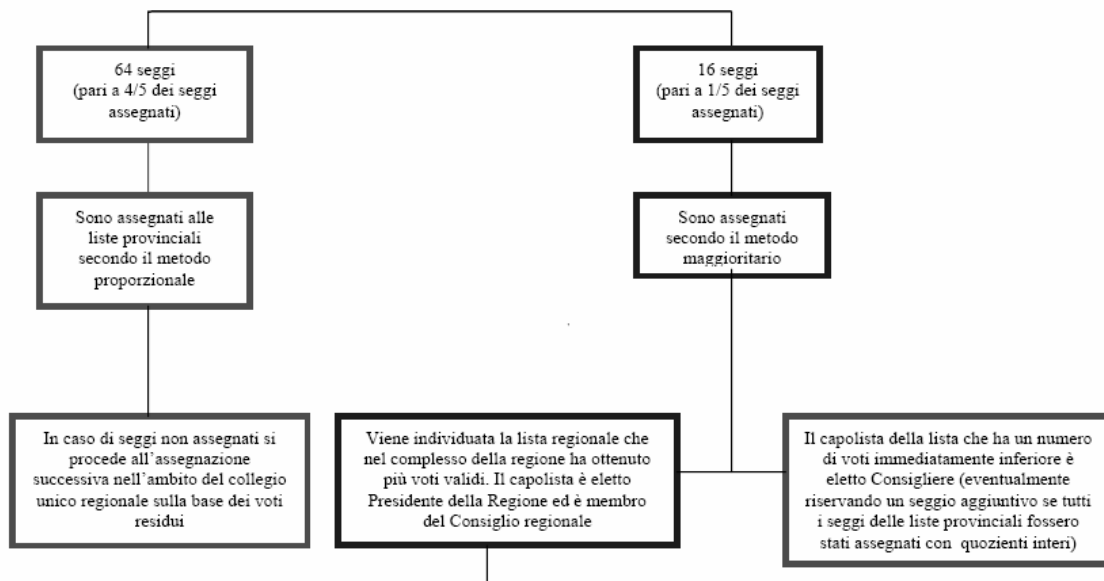 64 seggi
(pari a 4/5 dei seggi
assegnati)
16 seggi
(pari a 1/5 dei seggi
assegnati)
Sono assegnati alle
liste provinciali
secondo il metodo
proporzionale
Sono assegnati
secondo il metodo
maggioritario
In caso di seggi non assegnati si
procede all’assegnazione
successiva nell’ambito del collegio
unico regionale sulla base dei voti
residui
Viene individuata la lista regionale che
nel complesso della regione ha ottenuto
più voti validi. Il capolista è eletto
Presidente della Regione ed è membro
del Consiglio regionale
Il capolista della lista che ha un numero
di voti immediatamente inferiore è
eletto Consigliere (eventualmente
riservando un seggio aggiuntivo se tutti
i seggi delle liste provinciali fossero
stati assegnati con quozienti interi)